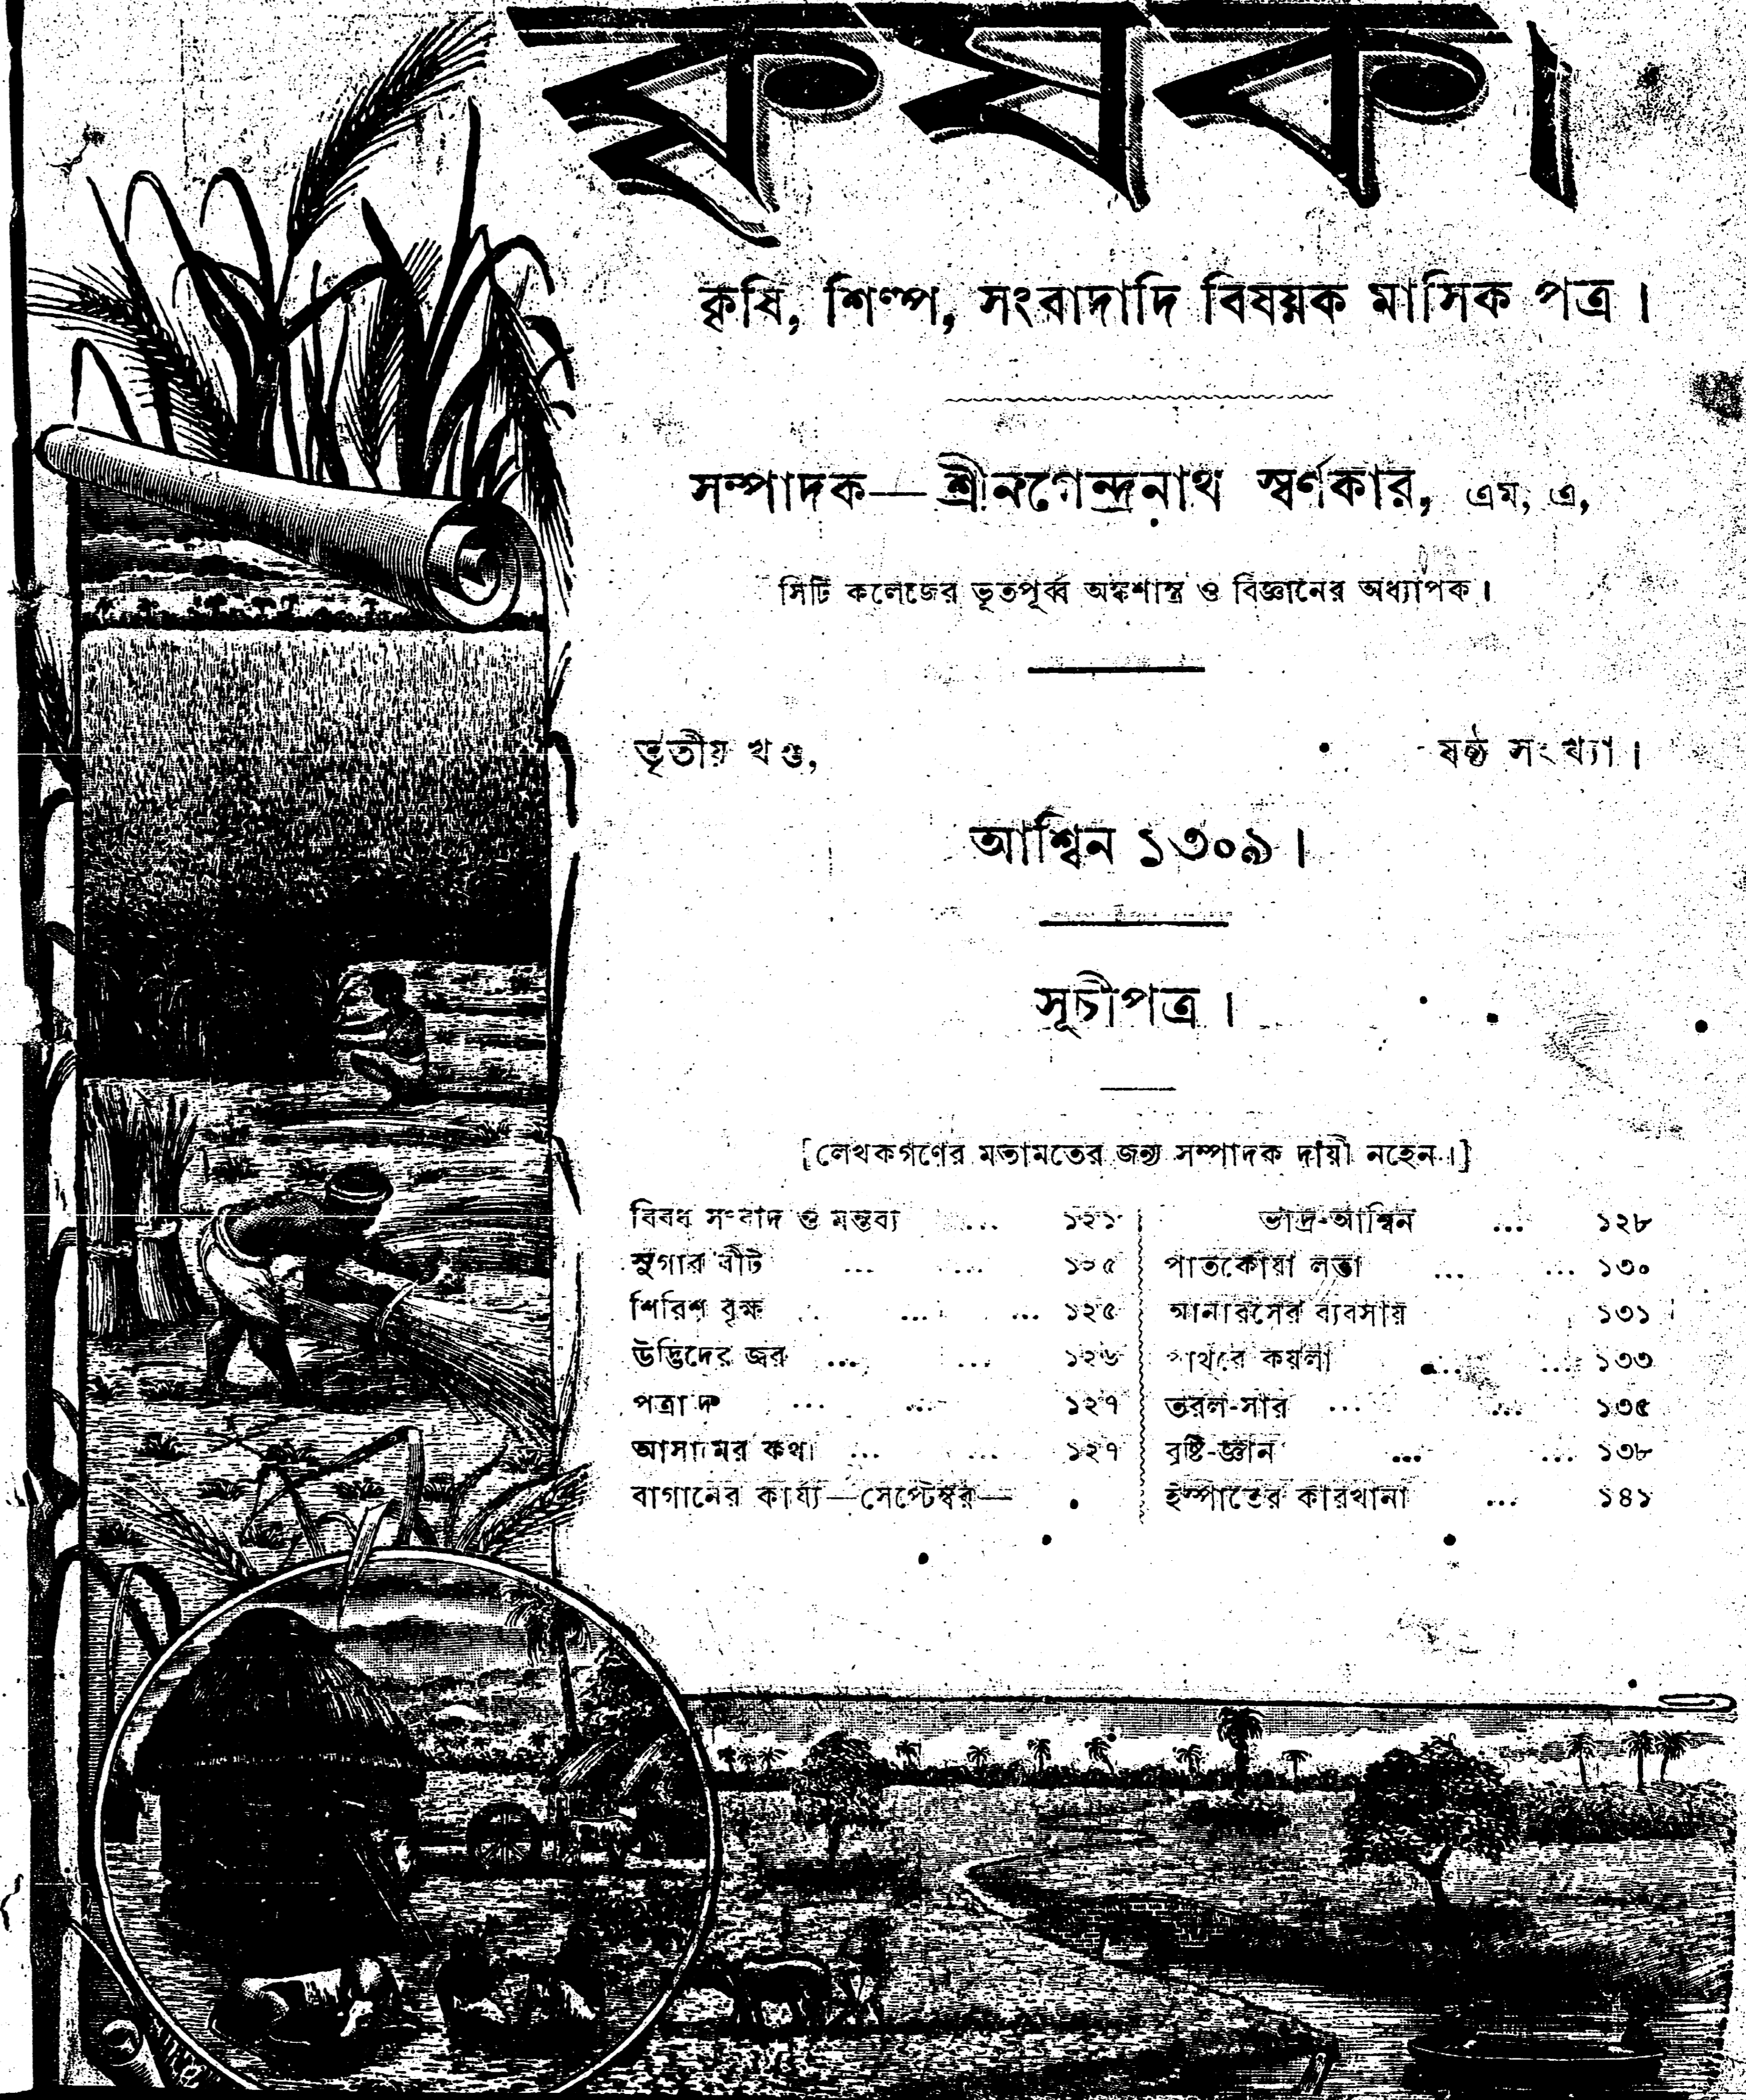 কৃষক।
কৃষি, শিল্প, সংবাদাদি বিষয়ক মাসিক পত্র।
সম্পাদক—শ্রীনগেন্দ্রনাথ স্বর্ণকার, এম, এ,
সিটি কলেজের ভূতপূর্ব্ব অঙ্কশাস্ত্র ও বিজ্ঞানের অধ্যাপক।
তৃতীয় খণ্ড,
ষষ্ঠ সংখ্যা।
আশ্বিন ১৩০৯।
সূচীপত্র।
[লেখকগণের মতামতের জন্য সম্পাদক দায়ী নহেন।]
বিবিধ সংবাদ ও মন্তব্য ... ১২১
সুগার বীট ... ...
শিরিশ বৃক্ষ ... ... ১২৫
উদ্ভিদের জ্বর ... ... ১২৬
পত্রাদি ... ... ১২৭
আসামের কথা ... ... ১২৭
বাগানের কার্য্য—সেপ্টেম্বর—
ভাদ্র-আশ্বিন ... ১২৮
পাতকোয়া লতা ... ... ১৩০
আনারসের ব্যবসায় ১৩১
পাথরে কয়লা ... ... ১৩৩
তরল-সার ... ... ১৩৫
বৃষ্টি-জ্ঞান ... ... ১৩৮
ইস্পাতের কারখানা ... ১৪১